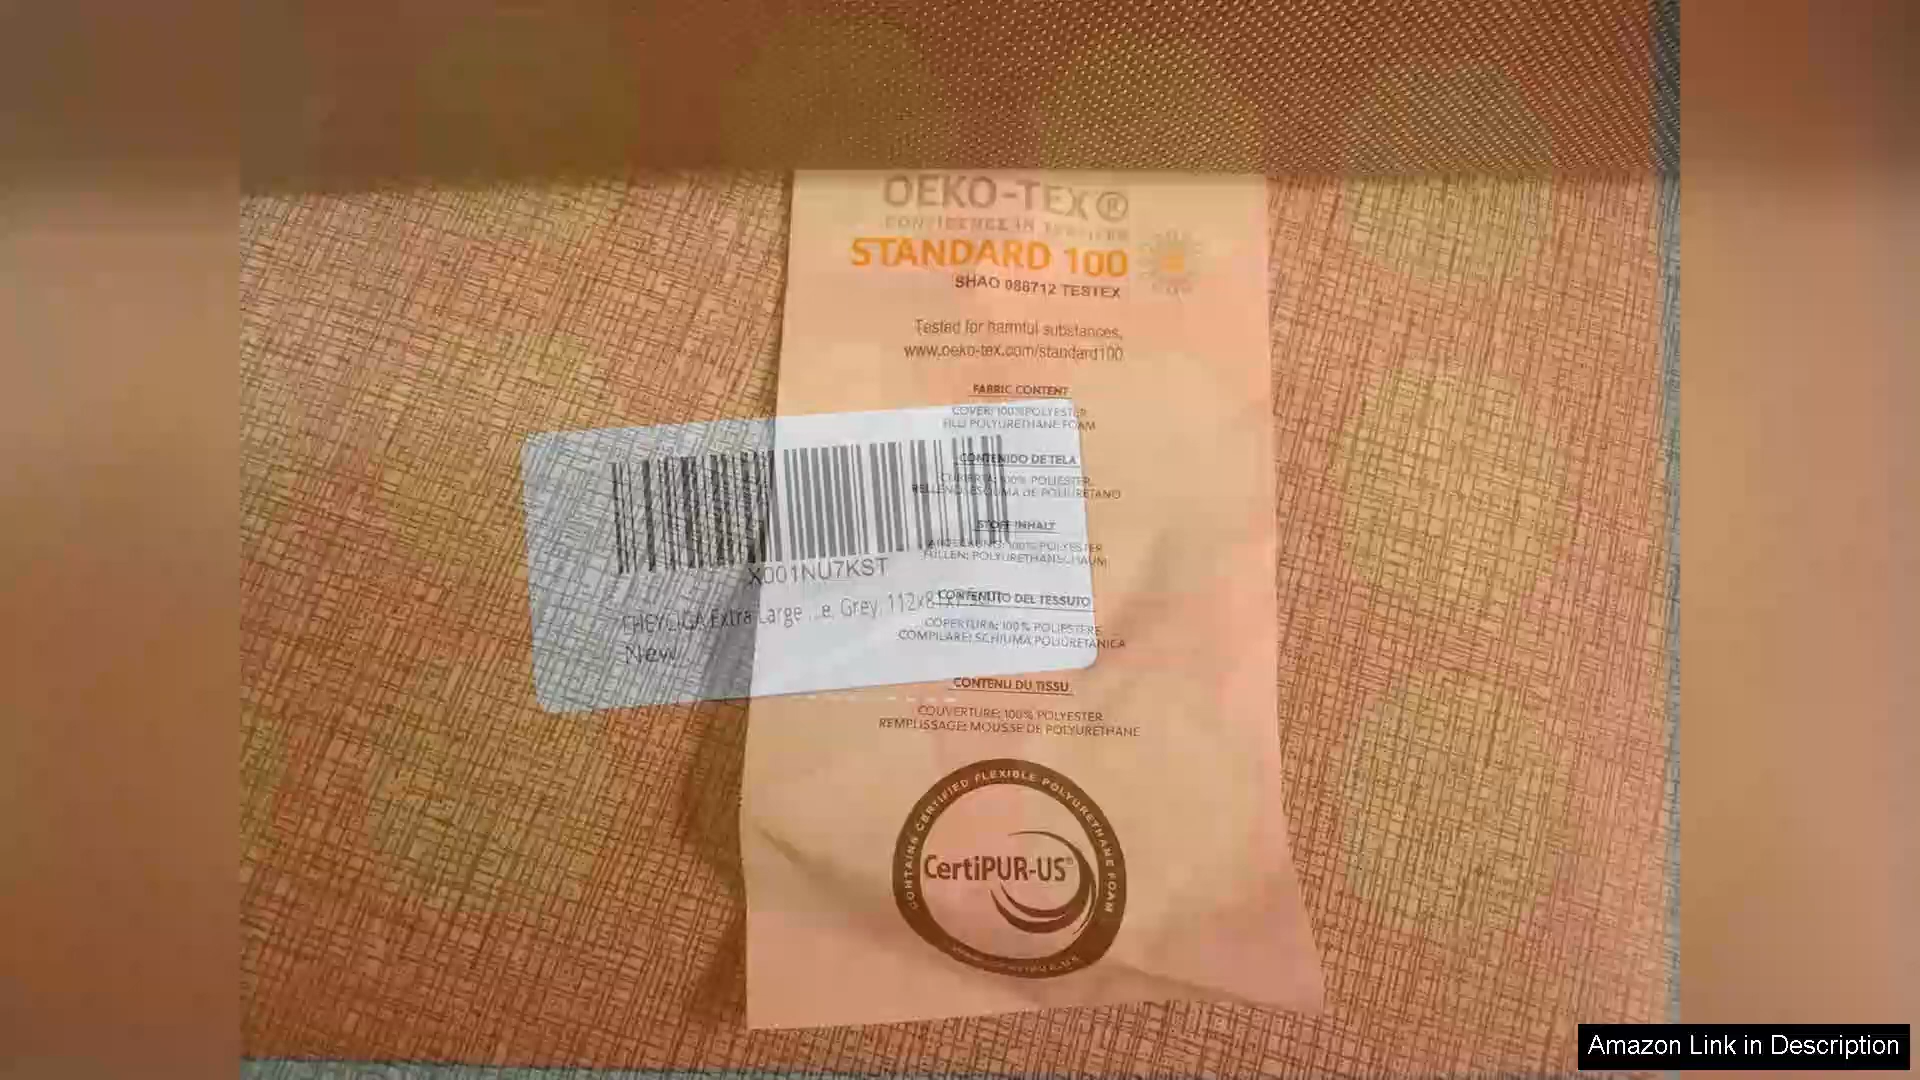 OEKO-TEX®
CONFIDENCE IN TEXTILES
STANDARD 100
SHAO 088712 TESTEX
Tested for harmful substances.
www.oeko-tex.com/standard100
FABRIC CONTENT
COVER: 100%POLYESTER
FILL: POLYURETHANE FOAM
CONTENIDO DE TELA
CUBIERTA: 100% POLIESTER
RELLENO: ESPUMA DE POLIURETANO
STOFF INHALT
ABDECKUNG: 100% POLYESTER
FÜLLEN: POLYURETHANSCHAUM
X001NU7KST
CONTENUTO DEL TESSUTO
EHEYCIGA Extra Large ...e, Grey, 112x8
COPERTURA: 100% POLIESTERE
COMPILARE: SCHIUMA POLIURETANICA
New
CONTENU DU TISSU
COUVERTURE: 100% POLYESTER
REMPLISSAGE: MOUSSE DE POLYURETHANE
CONTAINS CERTIFIED FLEXIBLE POLYURETHANE FOAM
CertiPUR-US®
Amazon Link in Description